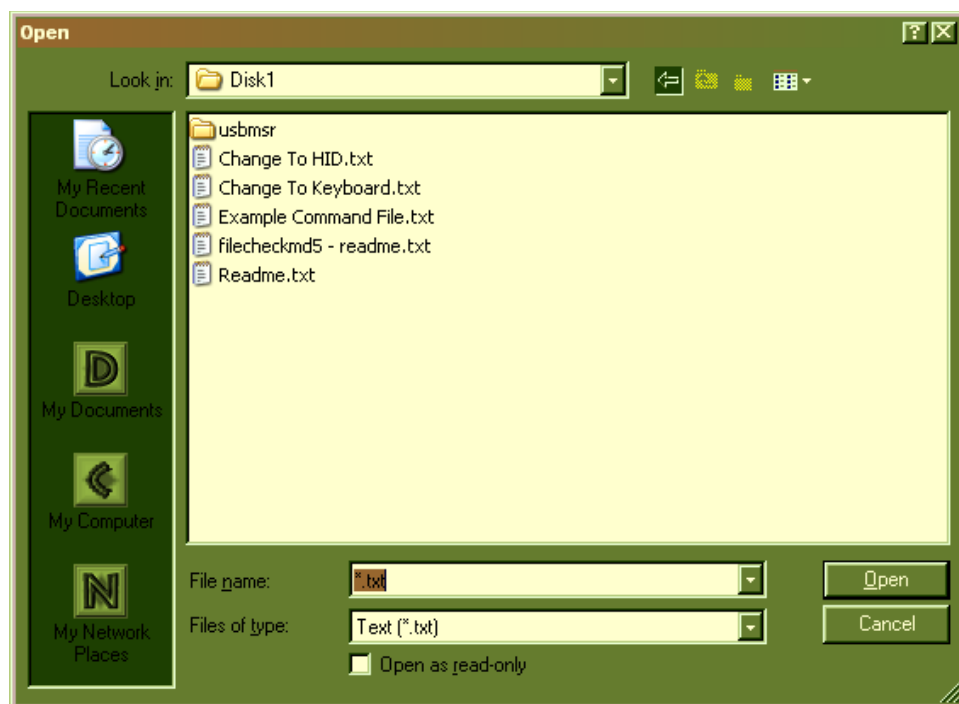 Open
Look in:
Disk1
My Recent
Documents
Desktop
My Documents
My Computer
My Network
Places
usbmsr
Change To HID.txt
Change To Keyboard.txt
Example Command File.txt
filecheckmd5 - readme.txt
Readme.txt
File name:
*.txt
Open
Files of type:
Text (*.txt)
Cancel
Open as read-only